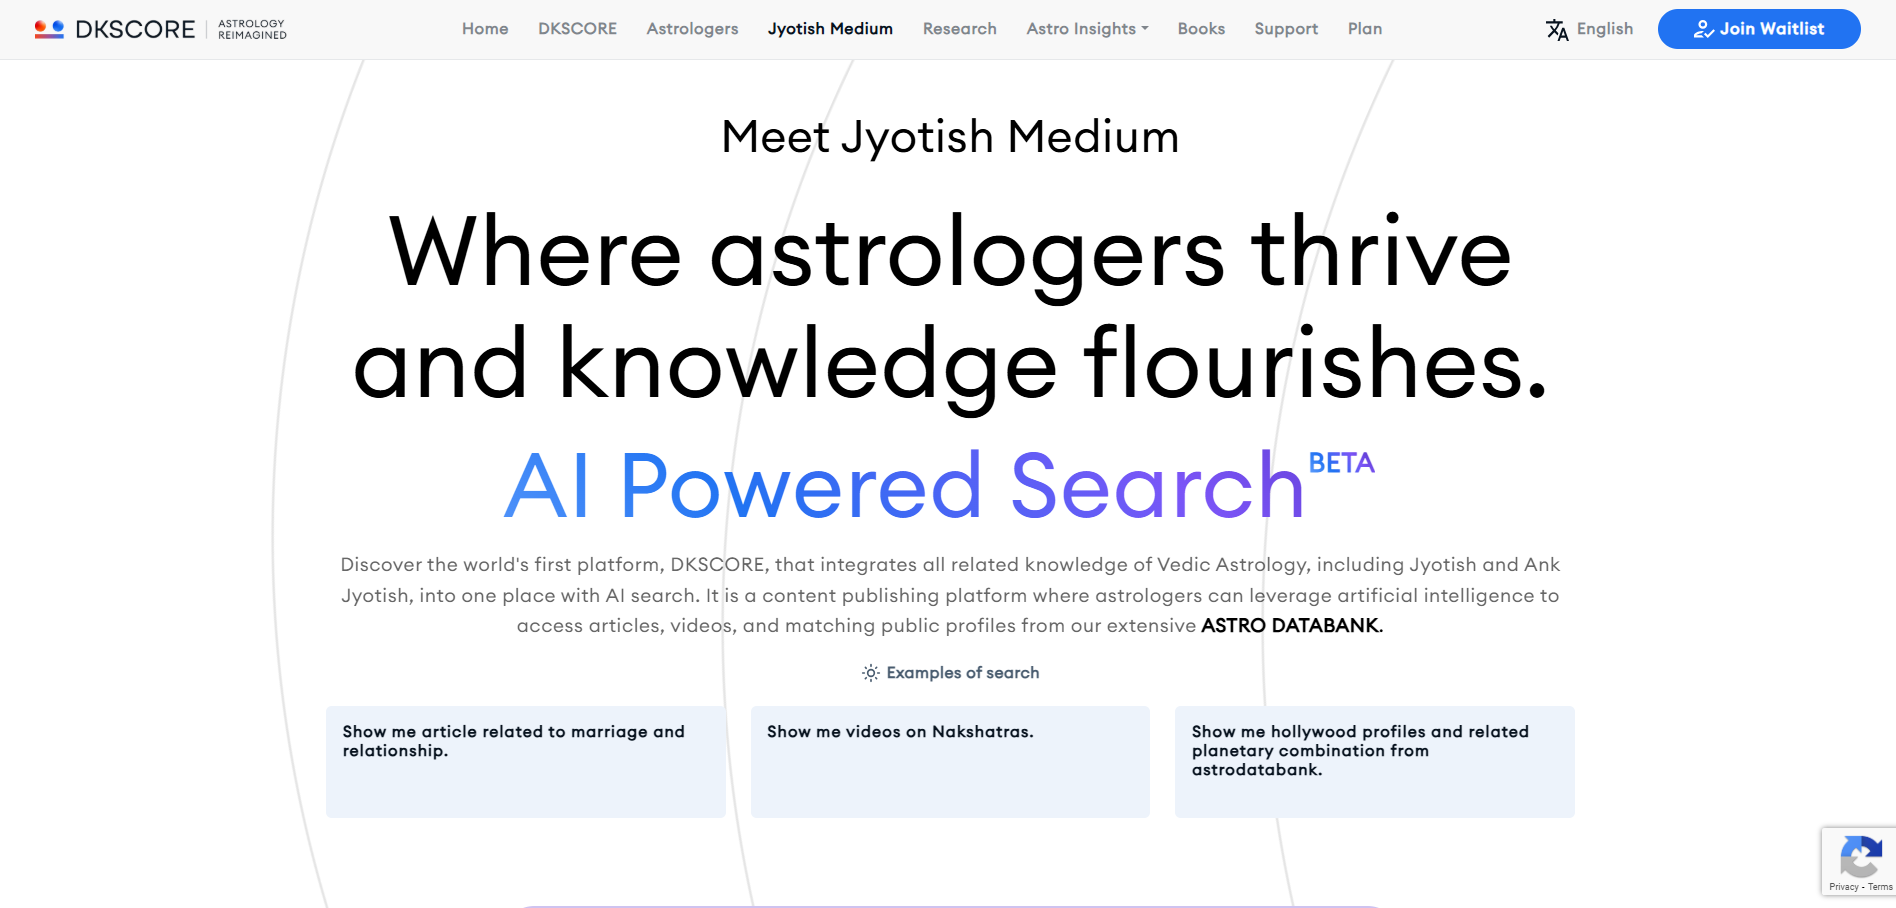 DKSCORE
ASTROLOGY
REIMAGINED
Home DKSCORE Astrologers Jyotish Medium Research Astro Insights Books Support Plan
English
Join Waitlist
Meet Jyotish Medium
Where astrologers thrive
and knowledge flourishes.
AI Powered Search BETA
Discover the world's first platform, DKSCORE, that integrates all related knowledge of Vedic Astrology, including Jyotish and Ank
Jyotish, into one place with AI search. It is a content publishing platform where astrologers can leverage artificial intelligence to
access articles, videos, and matching public profiles from our extensive ASTRO DATABANK.
Examples of search
Show me article related to marriage and
relationship.
Show me videos on Nakshatras.
Show me hollywood profiles and related
planetary combination from
astrodatabank.
Privacy - Terms